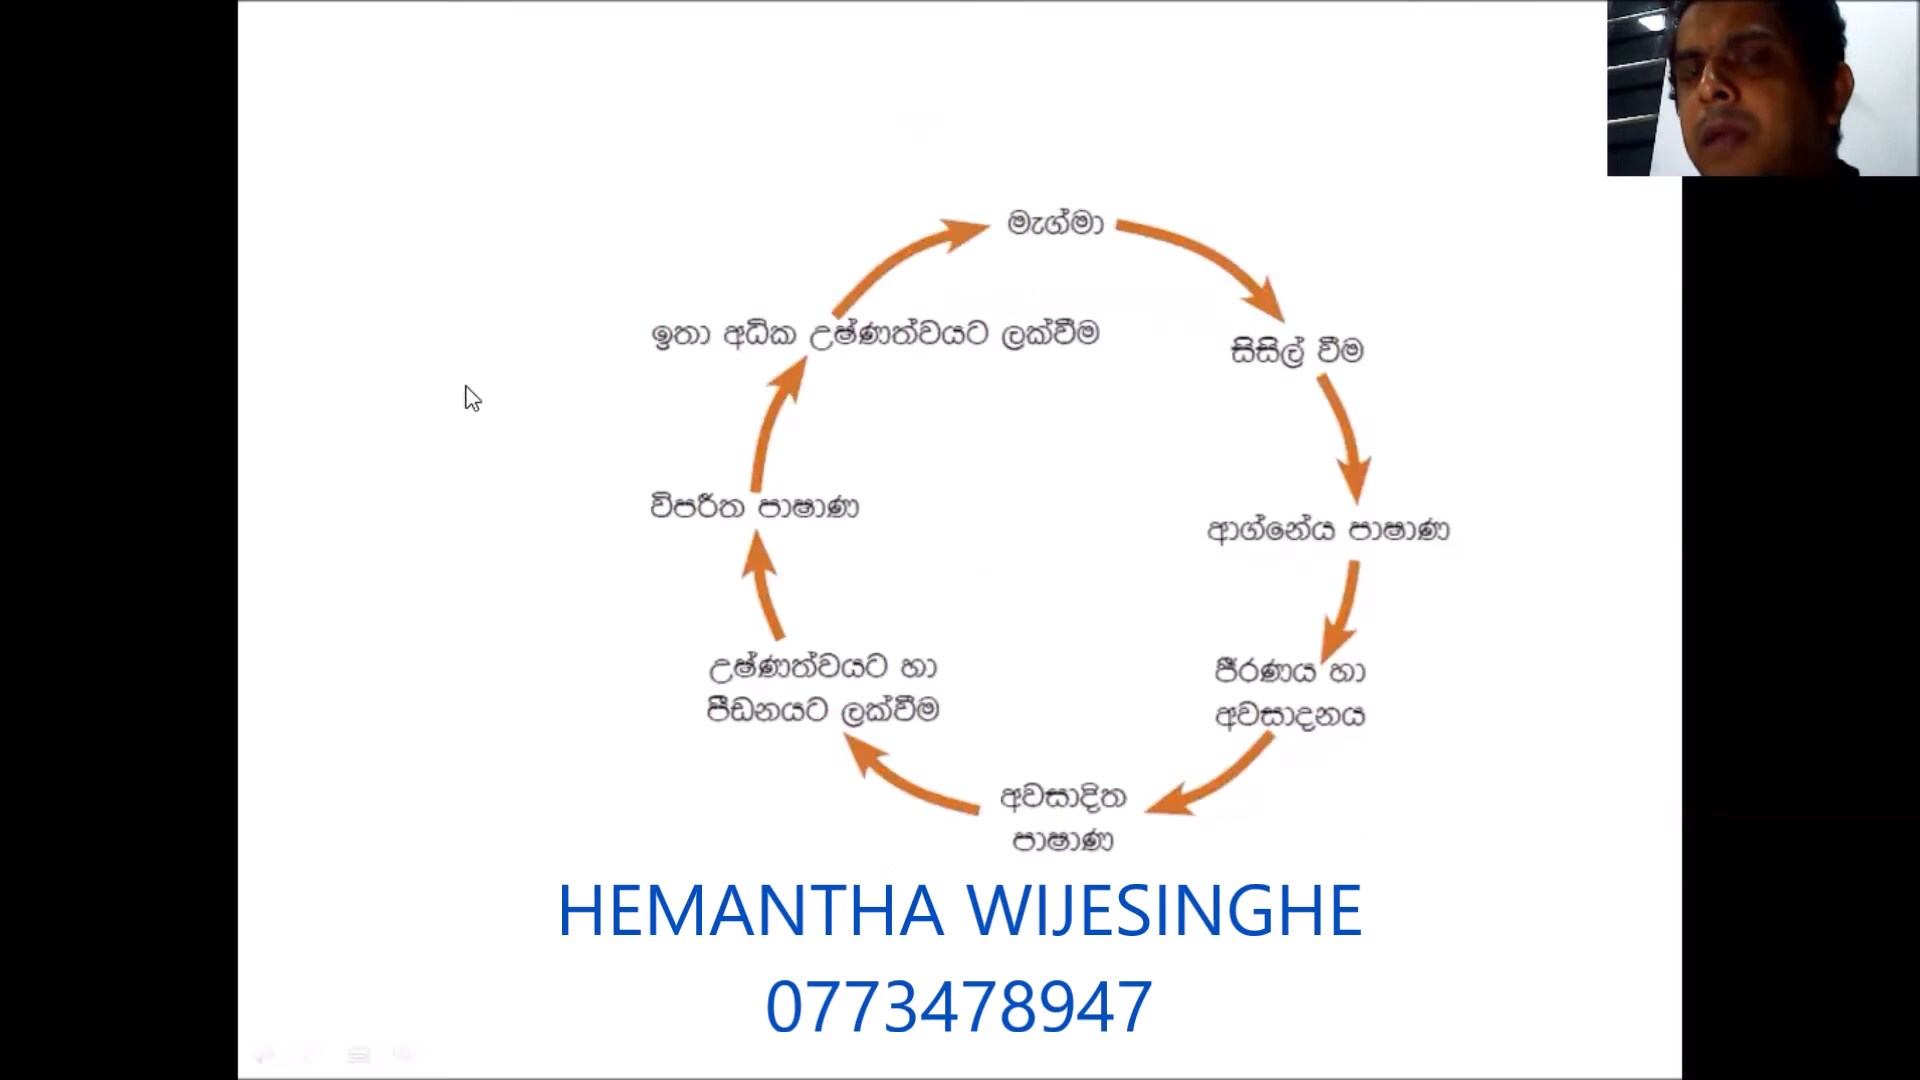 මැග්මා
සිසිල් වීම
ආග්නේය පාෂාණ
ජීරණය හා
අවසාදනය
අවසාදිත
පාෂාණ
උෂ්ණත්වයට හා
පීඩනයට ලක්වීම
විපරීත පාෂාණ
ඉතා අධික උෂ්ණත්වයට ලක්වීම
HEMANTHA WIJESINGHE
0773478947